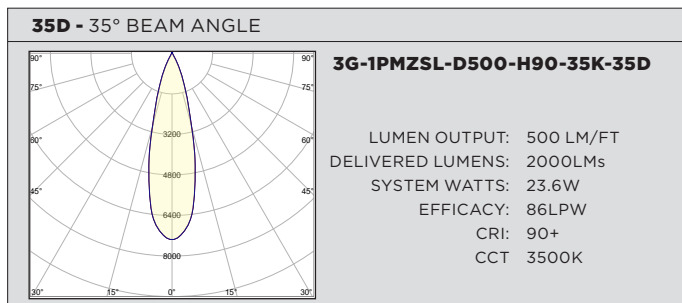 35D - 35° BEAM ANGLE
90° 90°
75° 75°
60° 60°
45° 45°
3200
4800
6400
8000
30° 15° 0° 15° 30°
3G-1PMZSL-D500-H90-35K-35D
LUMEN OUTPUT: 500 LM/FT
DELIVERED LUMENS: 2000LMs
SYSTEM WATTS: 23.6W
EFFICACY: 86LPW
CRI: 90+
CCT 3500K